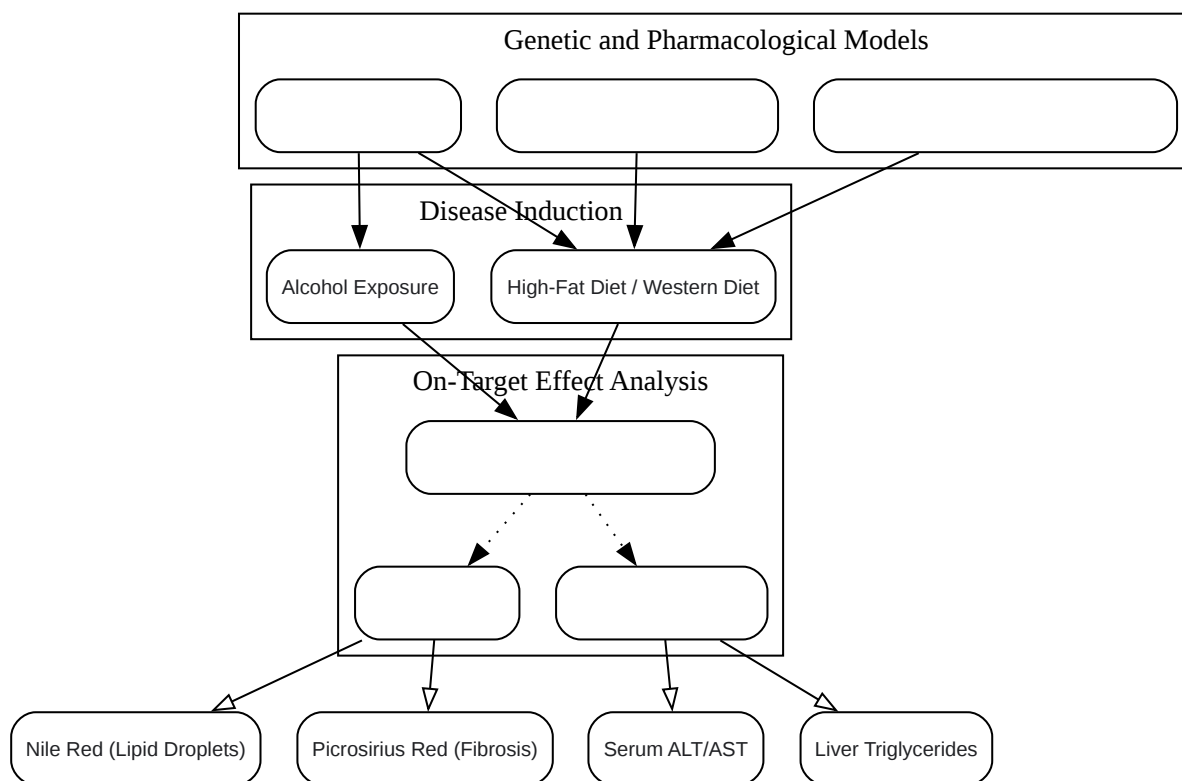 Genetic and Pharmacological Models
Disease Induction
Alcohol Exposure
High-Fat Diet / Western Diet
On-Target Effect Analysis
Nile Red (Lipid Droplets)
Picrosirius Red (Fibrosis)
Serum ALT/AST
Liver Triglycerides